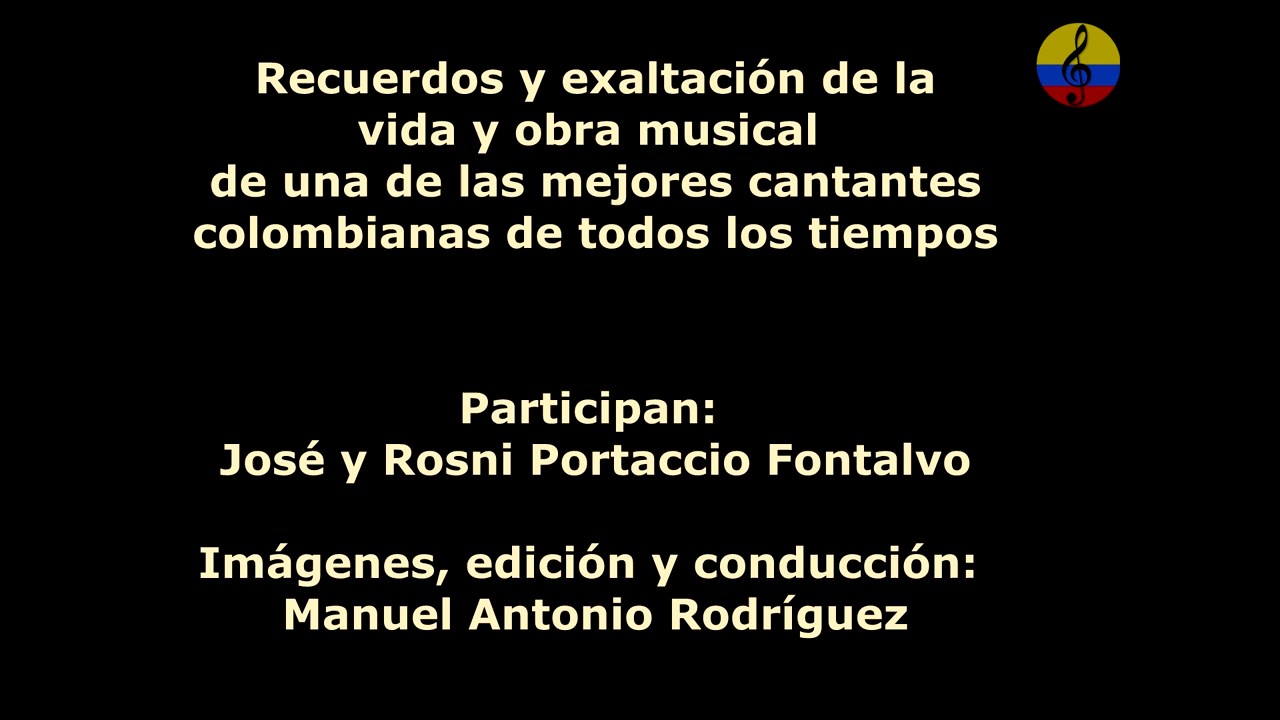 Recuerdos y exaltación de la
vida y obra musical
de una de las mejores cantantes
colombianas de todos los tiempos
Participan:
José y Rosni Portaccio Fontalvo
Imágenes, edición y conducción:
Manuel Antonio Rodríguez